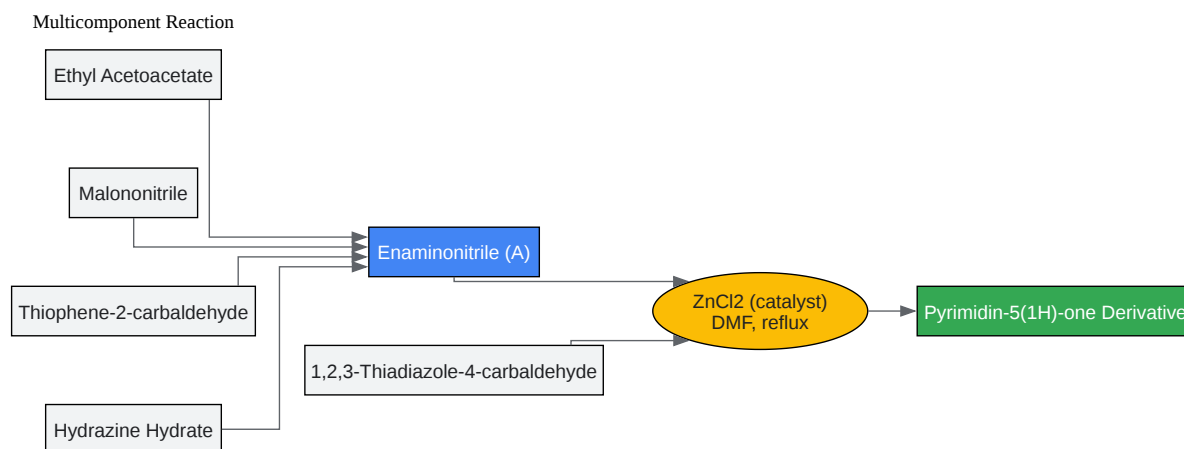 Multicomponent Reaction
Ethyl Acetoacetate
Malononitrile
Enaminonitrile (A)
Thiophene-2-carbaldehyde
ZnCl2 (catalyst)
DMF, reflux
Pyrimidin-5(1H)-one Derivative
1,2,3-Thiadiazole-4-carbaldehyde
Hydrazine Hydrate